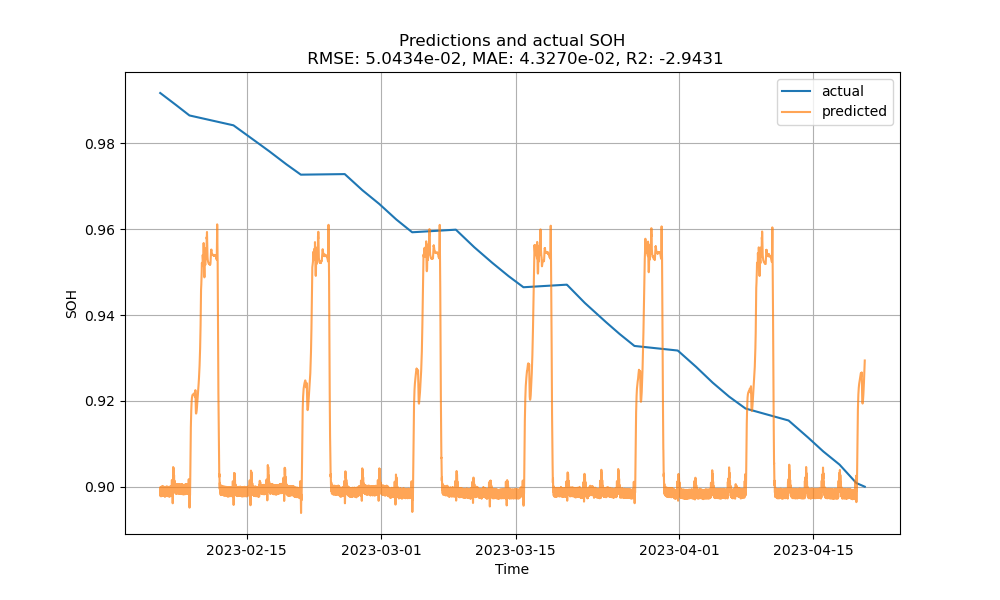 Predictions and actual SOH
RMSE: 5.0434e-02, MAE: 4.3270e-02, R2: -2.9431
actual
predicted
SOH
0.98
0.96
0.94
0.92
0.90
2023-02-15
2023-03-01
2023-03-15
2023-04-01
2023-04-15
Time